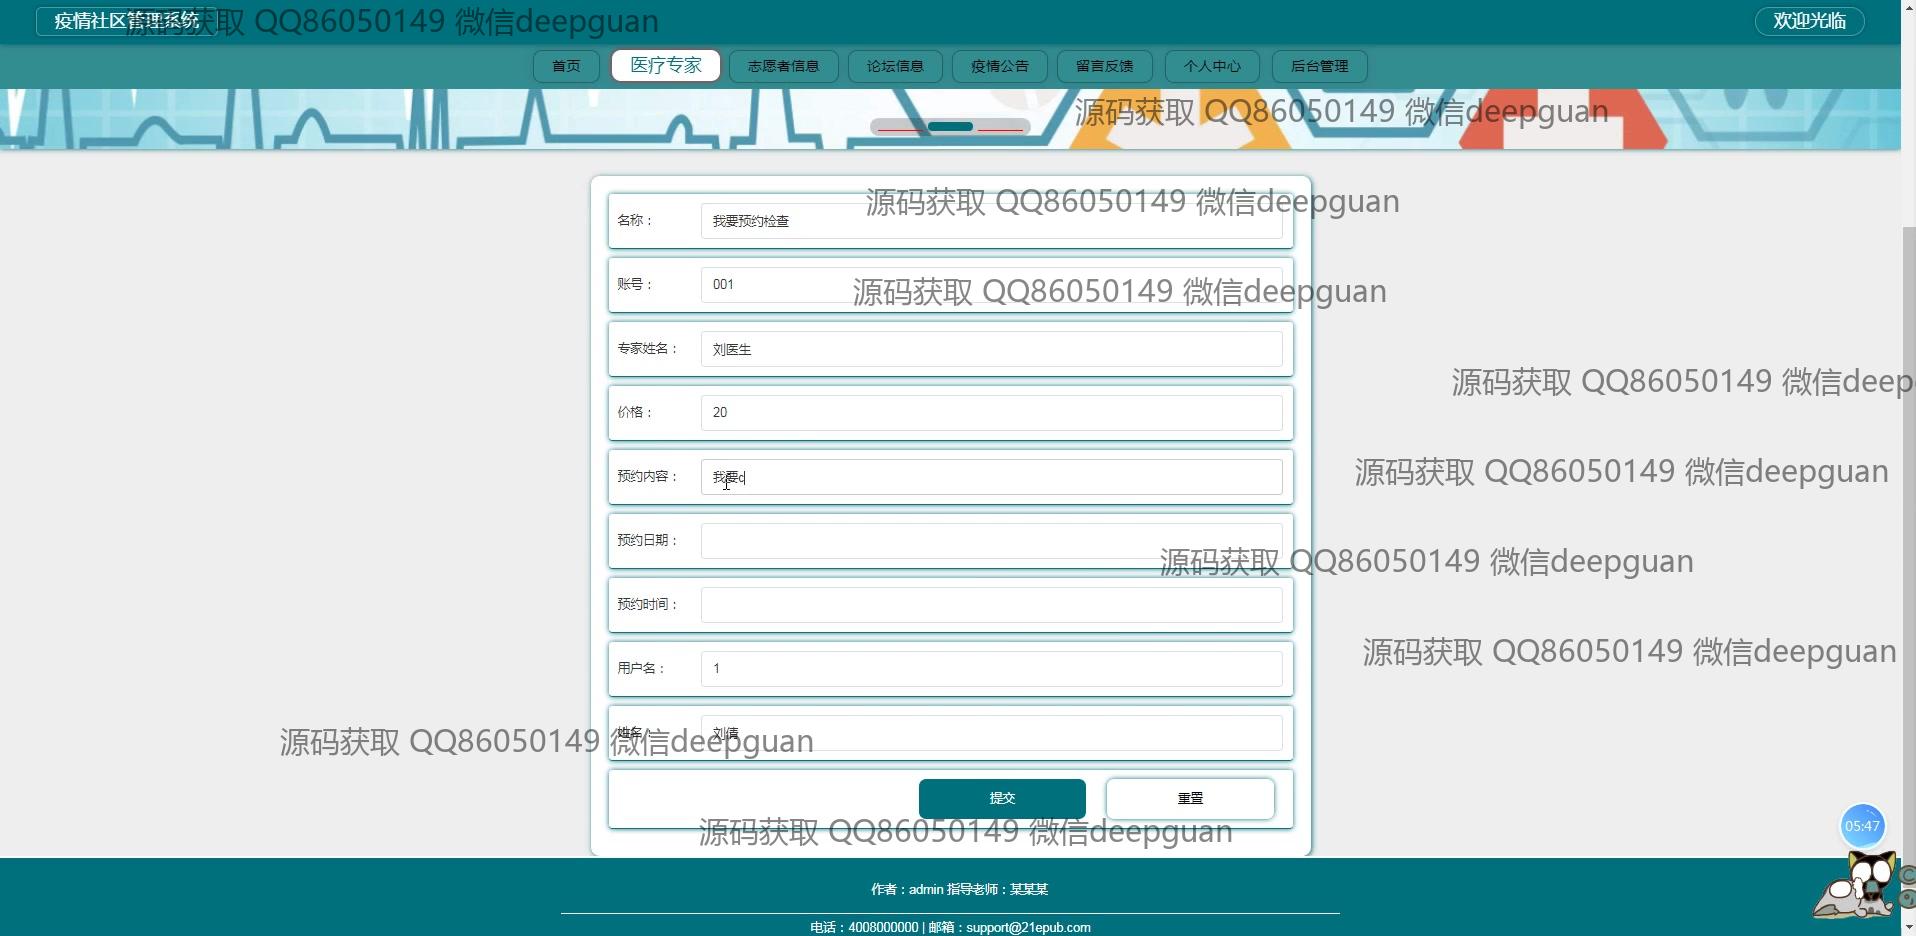 疫情社区管理系统
源码获取 QQ86050149 微信deepguan
欢迎光临
首页 医疗专家 志愿者信息 论坛信息 疫情公告 留言反馈 个人中心 后台管理
源码获取 QQ86050149 微信deepguan
源码获取 QQ86050149 微信deepguan
名称： 我要预约检查
账号： 001
源码获取 QQ86050149 微信deepguan
专家姓名： 刘医生
源码获取 QQ86050149 微信deep
价格： 20
预约内容： 我要c
源码获取 QQ86050149 微信deepguan
预约日期：
源码获取 QQ86050149 微信deepguan
预约时间：
源码获取 QQ86050149 微信deepguan
用户名： 1
姓名： 刘倩
源码获取 QQ86050149 微信deepguan
提交 重置
源码获取 QQ86050149 微信deepguan
05:47
作者：admin 指导老师：某某某
电话：4008000000 | 邮箱：support@21epub.com